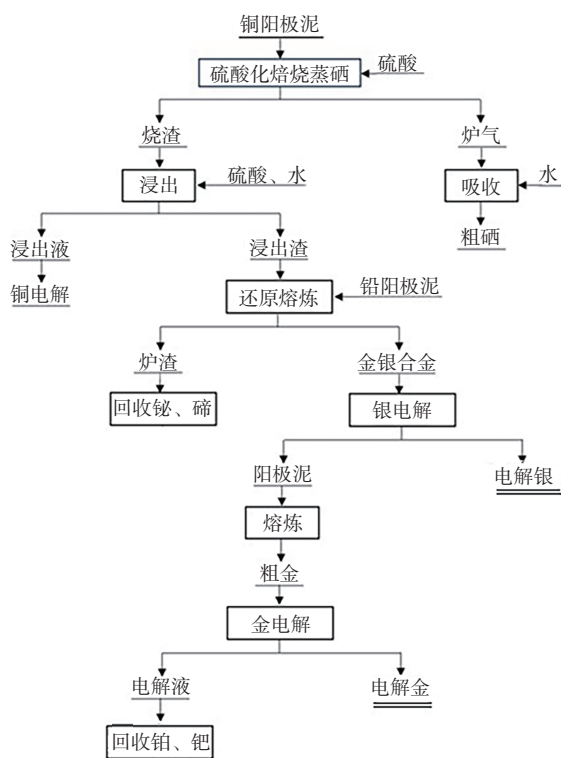 铜阳极泥
硫酸化焙烧蒸硒
硫酸
烧渣
炉气
浸出
硫酸、水
吸收
水
浸出液
浸出渣
粗硒
铜电解
还原熔炼
铅阳极泥
炉渣
金银合金
回收铋、碲
银电解
阳极泥
电解银
熔炼
粗金
金电解
电解液
电解金
回收铂、钯